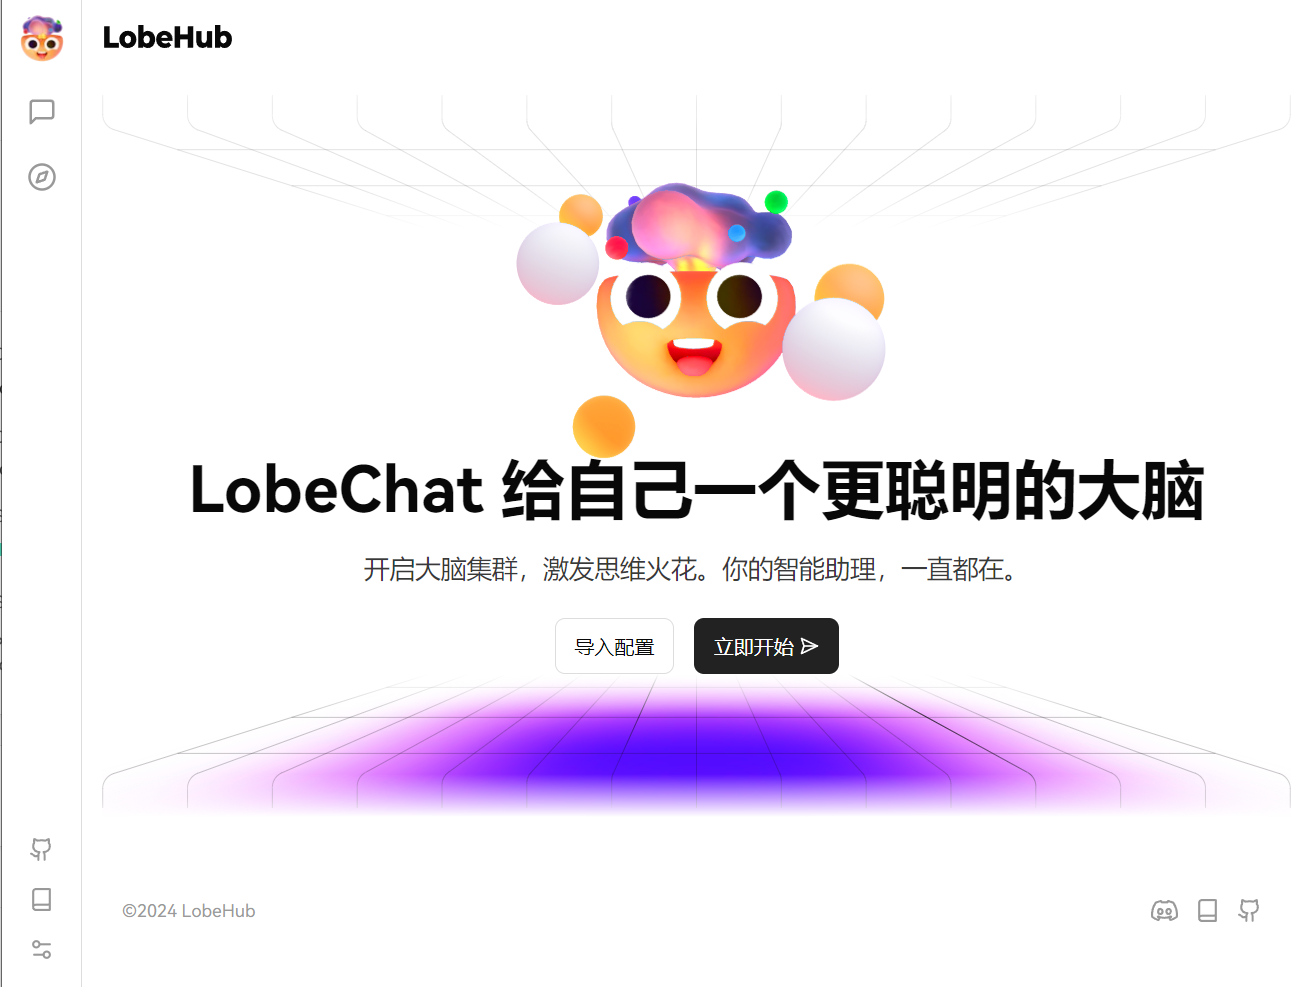 LobeHub
LobeChat 给自己一个更聪明的大脑
开启大脑集群，激发思维火花。你的智能助理，一直都在。
导入配置
立即开始
©2024 LobeHub